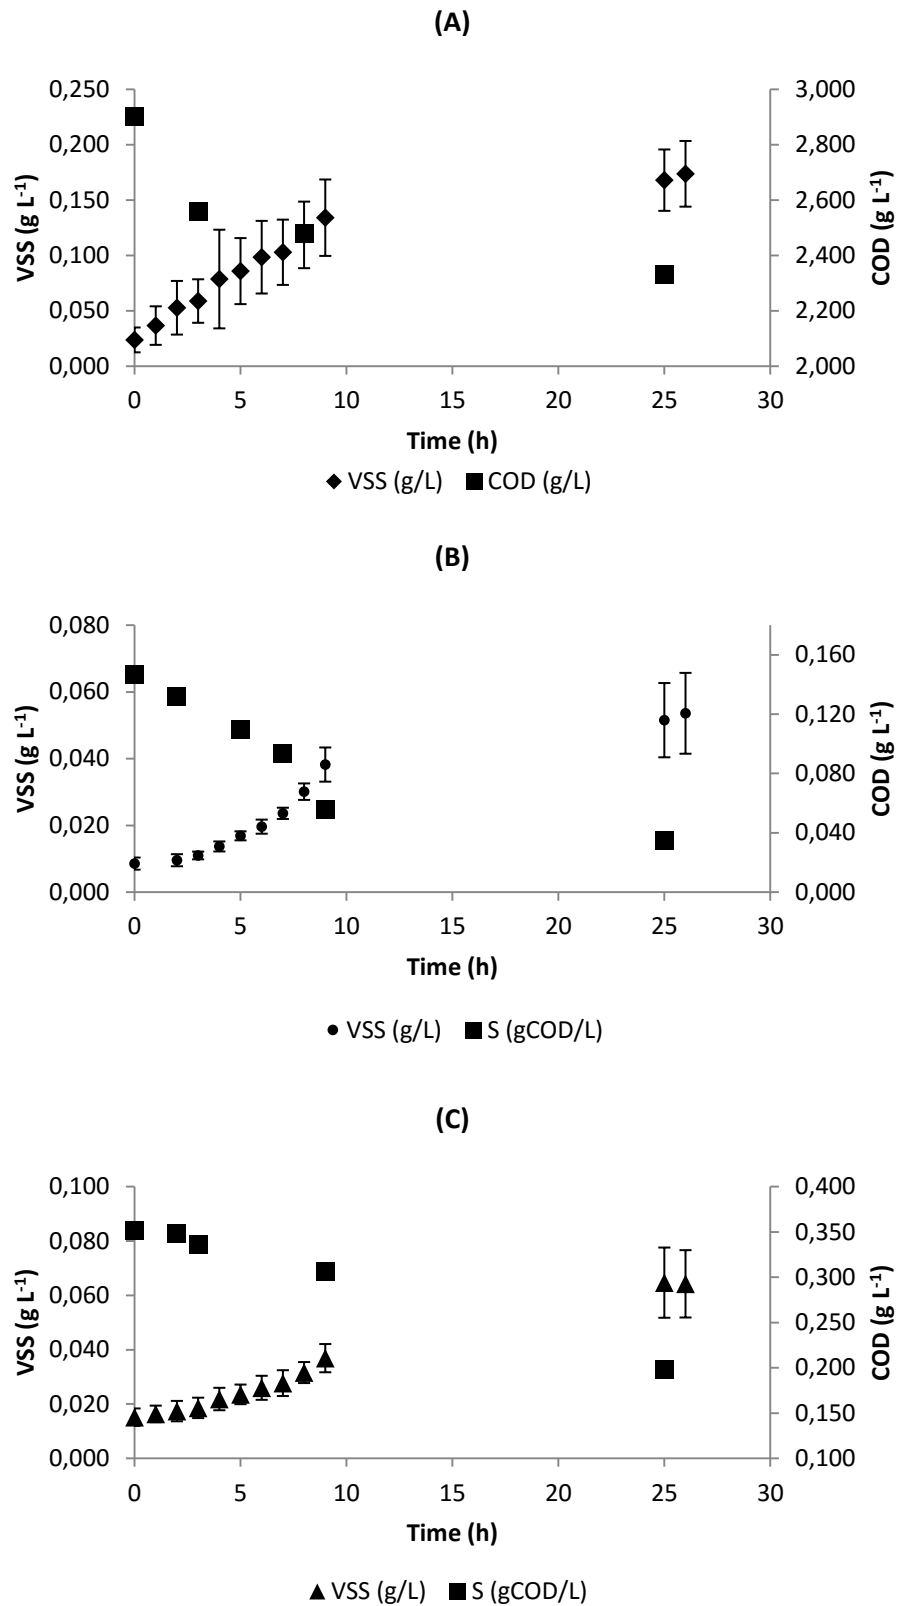 (A)
0,250 3,000
0,200 2,800
0,150 2,600
0,100 2,400
0,050 2,200
0,000 2,000
VSS (g L-1)
COD (g L-1)
0 5 10 15 20 25 30
Time (h)
VSS (g/L) COD (g/L)
(B)
0,080
0,160
0,060
0,120
0,040
0,080
0,020
0,040
0,000 0,000
VSS (g L-1)
COD (g L-1)
0 5 10 15 20 25 30
Time (h)
VSS (g/L) S (gCOD/L)
(C)
0,100 0,400
0,350
0,080
0,300
0,060
0,250
0,040
0,200
0,020
0,150
0,000 0,100
VSS (g L-1)
COD (g L-1)
0 5 10 15 20 25 30
Time (h)
VSS (g/L) S (gCOD/L)